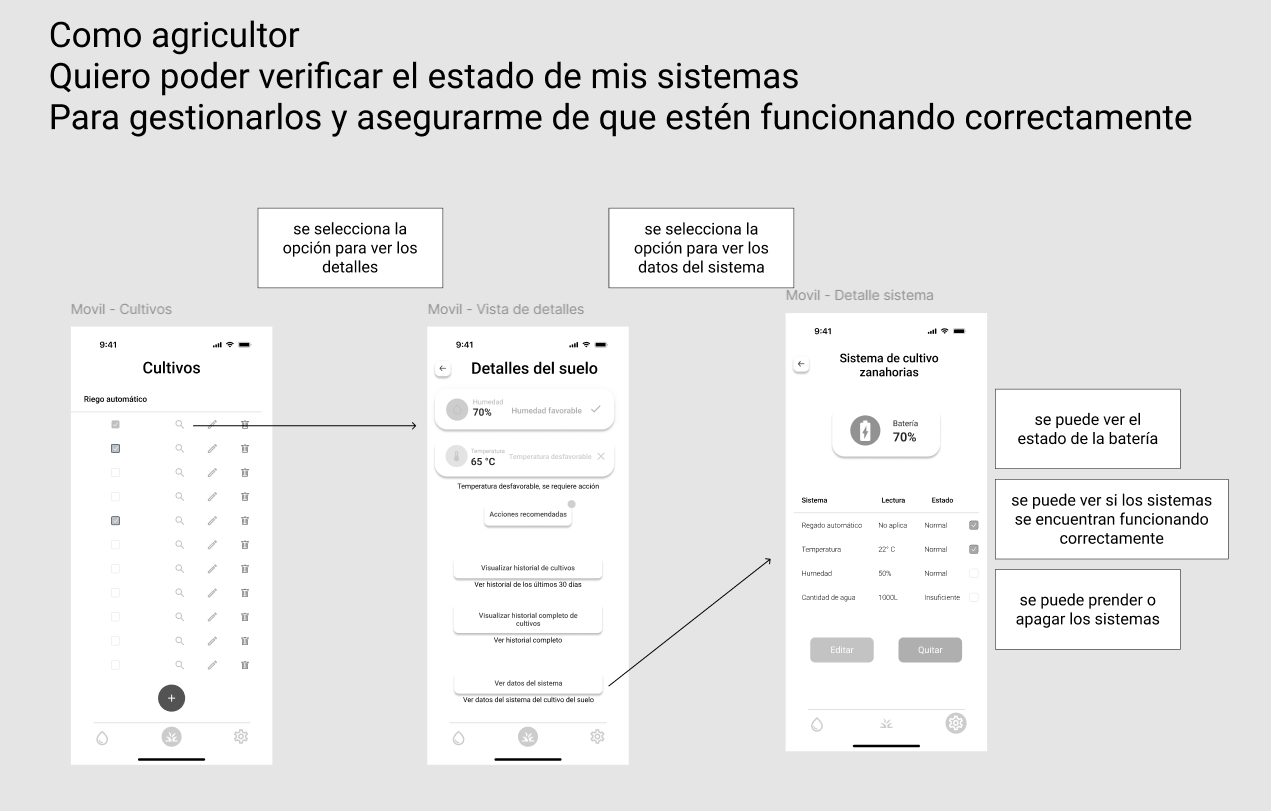 Como agricultor
Quiero poder verificar el estado de mis sistemas
Para gestionarlos y asegurarme de que estén funcionando correctamente
se selecciona la
opción para ver los
detalles
se selecciona la
opción para ver los
datos del sistema
Movil - Cultivos
9:41
Cultivos
Riego automático
Movil - Vista de detalles
9:41
Detalles del suelo
Humedad
70%
Humedad favorable
Temperatura
65 °C
Temperatura desfavorable
Temperatura desfavorable, se requiere acción
Acciones recomendadas
Visualizar historial de cultivos
Ver historial de los últimos 30 dias
Visualizar historial completo de
cultivos
Ver historial completo
Ver datos del sistema
Ver datos del sistema del cultivo del suelo
Movil - Detalle sistema
9:41
Sistema de cultivo
zanahorias
Batería
70%
Sistema Lectura Estado
Regado automático No aplica Normal
Temperatura 22° C Normal
Humedad 50% Normal
Cantidad de agua 1000L Insuficiente
Editar Quitar
se puede ver el
estado de la batería
se puede ver si los sistemas
se encuentran funcionando
correctamente
se puede prender o
apagar los sistemas